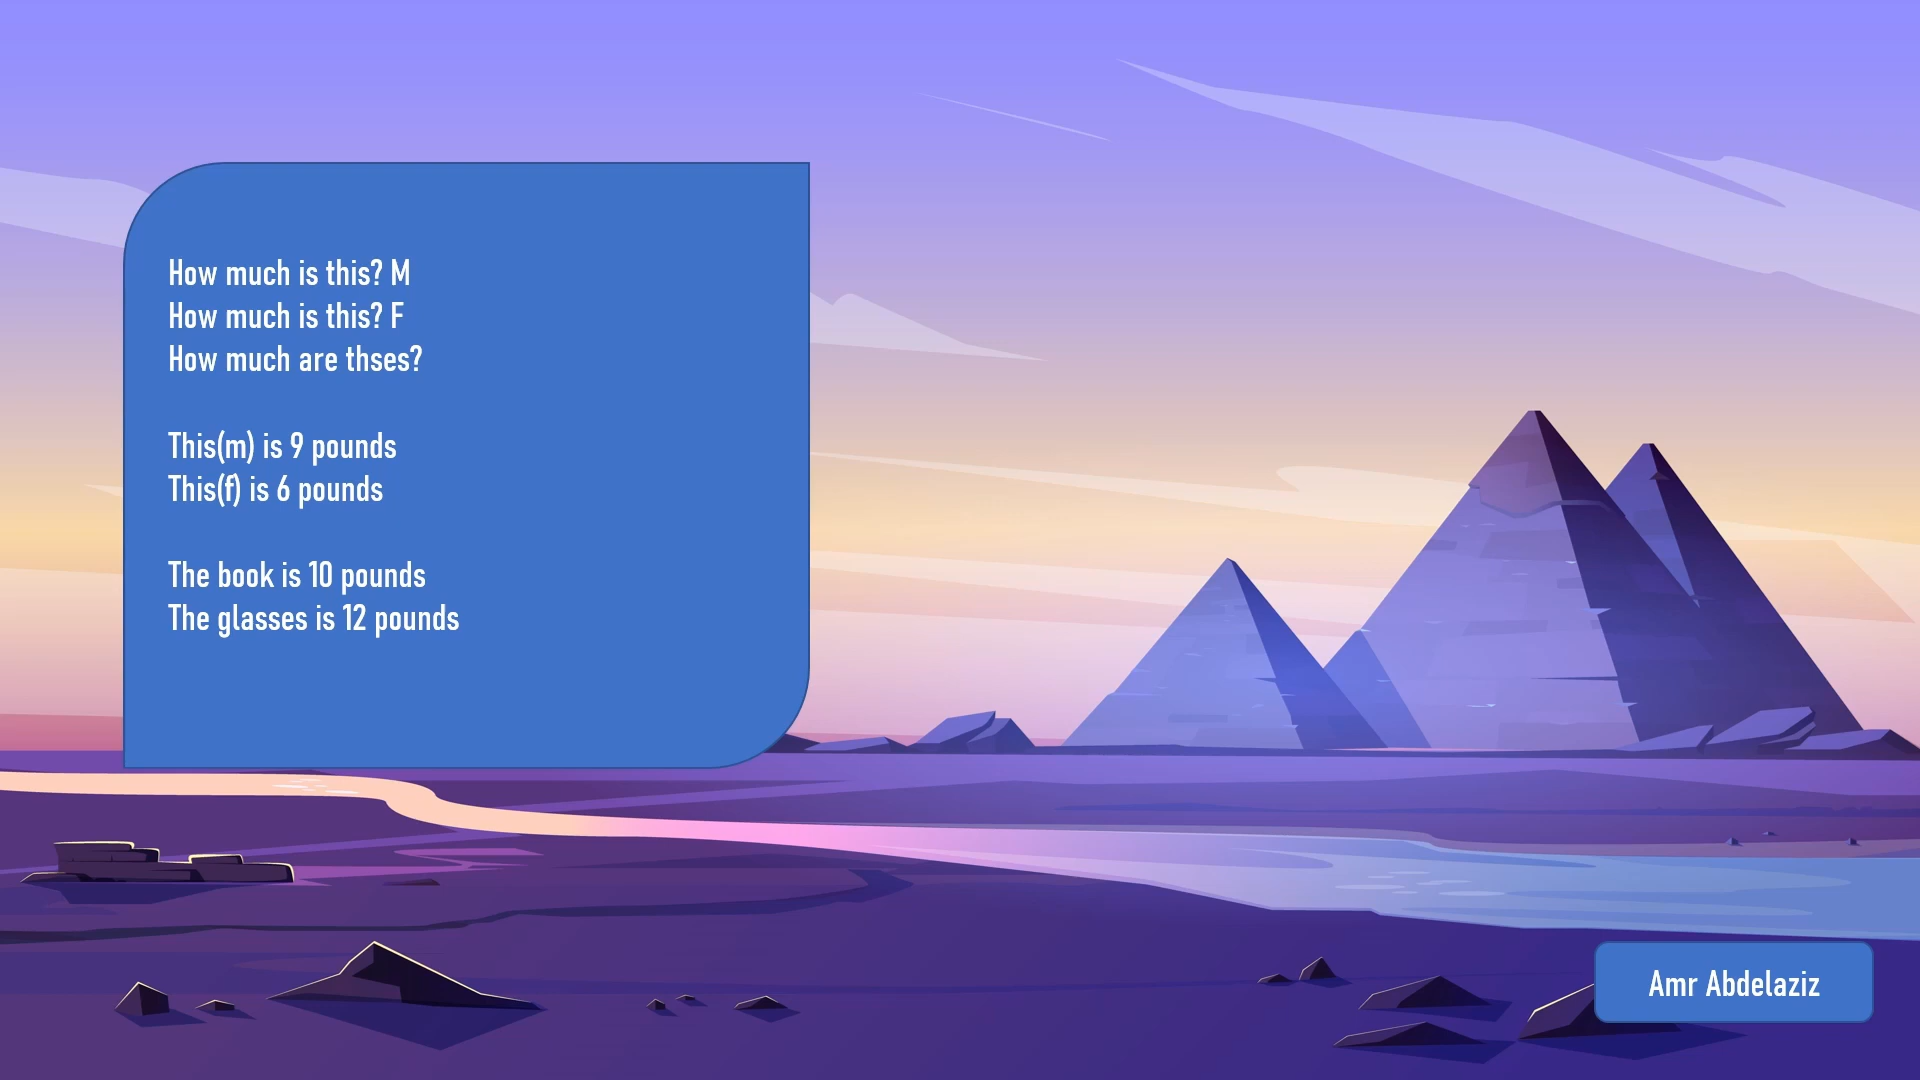 How much is this? M
How much is this? F
How much are thses?
This(m) is 9 pounds
This(f) is 6 pounds
The book is 10 pounds
The glasses is 12 pounds
Amr Abdelaziz